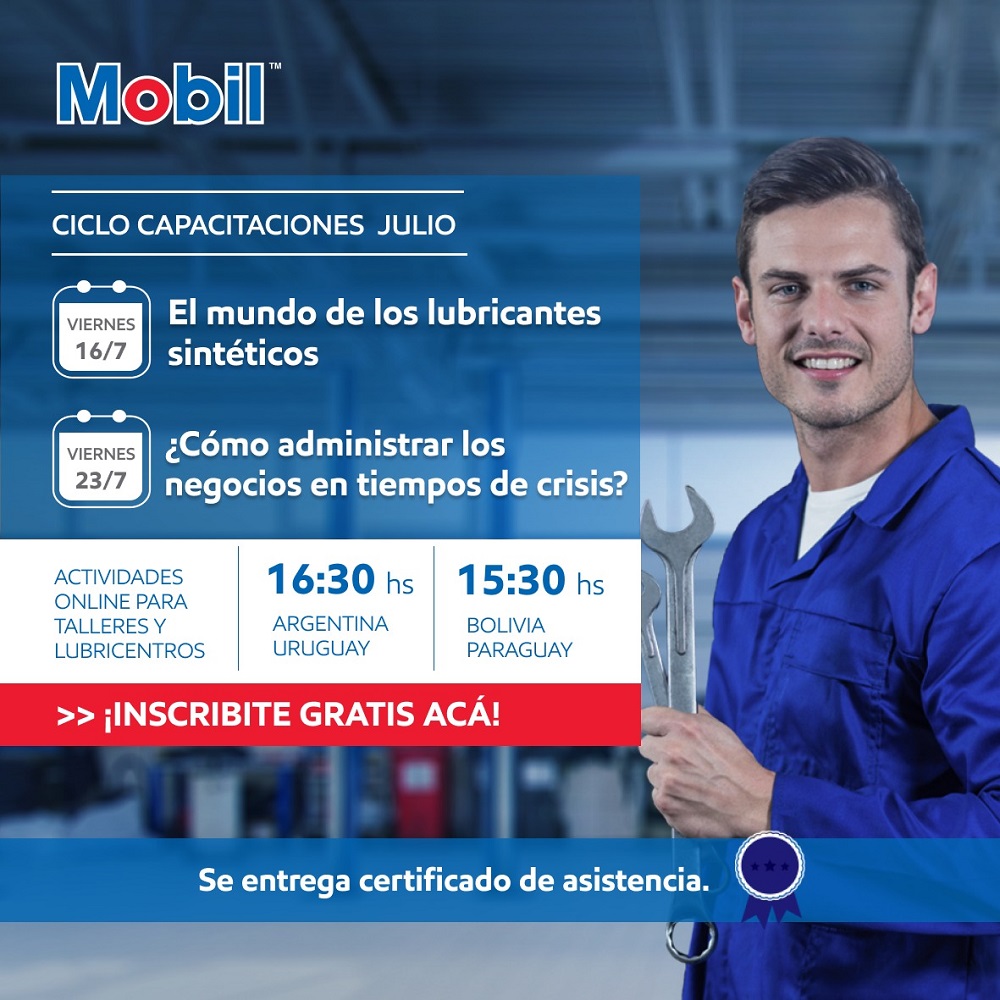 Mobil™
CICLO CAPACITACIONES JULIO
VIERNES
16/7
El mundo de los lubricantes
sintéticos
VIERNES
23/7
¿Cómo administrar los
negocios en tiempos de crisis?
ACTIVIDADES
ONLINE PARA
TALLERES Y
LUBRICENTROS
16:30 hs
ARGENTINA
URUGUAY
15:30 hs
BOLIVIA
PARAGUAY
>> ¡INSCRIBITE GRATIS ACÁ!
Se entrega certificado de asistencia.